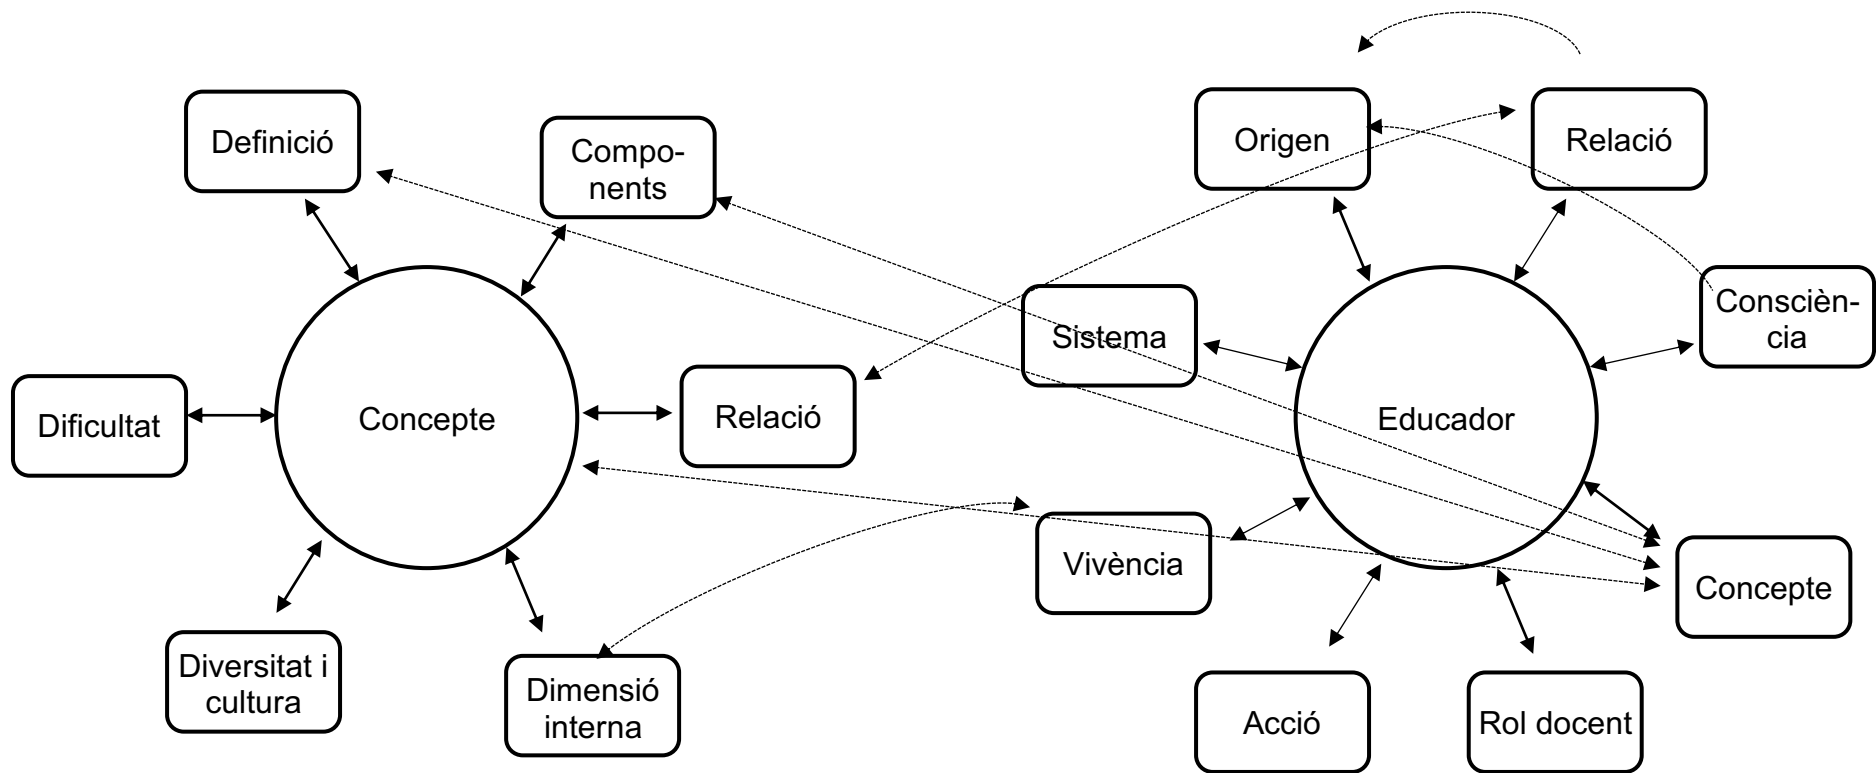 Definició
Compo-
nents
Origen
Relació
Sistema
Conscièn-
cia
Dificultat
Concepte
Relació
Educador
Vivència
Concepte
Diversitat i
cultura
Dimensió
interna
Acció
Rol docent